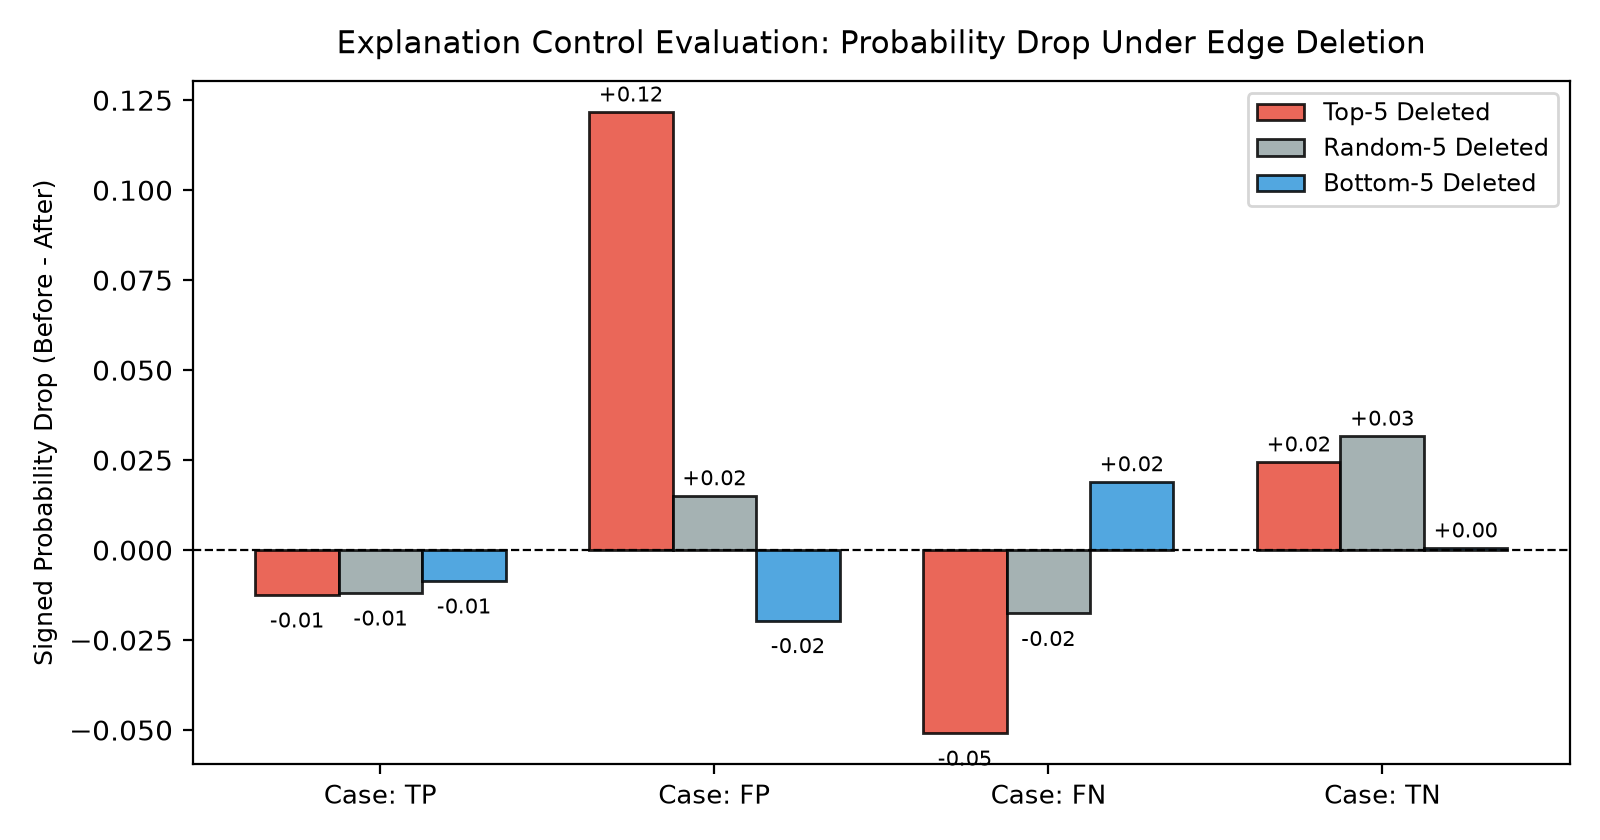 Explanation Control Evaluation: Probability Drop Under Edge Deletion
Signed Probability Drop (Before - After)
0.125
0.100
0.075
0.050
0.025
0.000
−0.025
−0.050
Top-5 Deleted
Random-5 Deleted
Bottom-5 Deleted
-0.01
-0.01
-0.01
+0.12
+0.02
-0.02
-0.05
-0.02
+0.02
+0.02
+0.03
+0.00
Case: TP
Case: FP
Case: FN
Case: TN